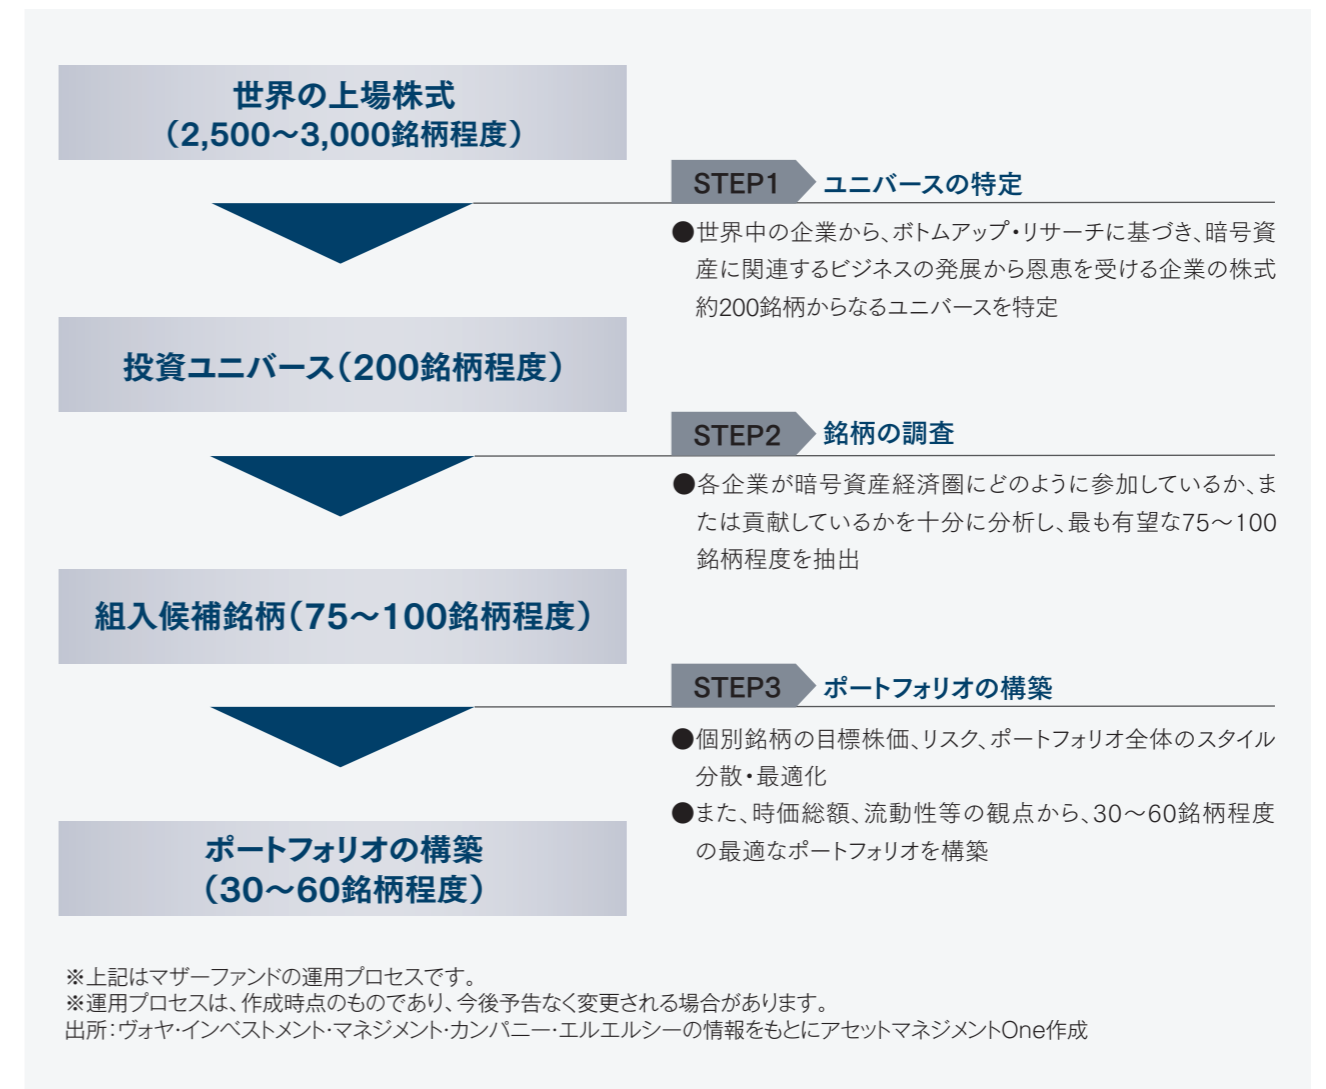 世界の上場株式
（2,500～3,000銘柄程度）
STEP1 ユニバースの特定
●世界中の企業から、ボトムアップ・リサーチに基づき、暗号資
産に関連するビジネスの発展から恩恵を受ける企業の株式
約200銘柄からなるユニバースを特定
投資ユニバース（200銘柄程度）
STEP2 銘柄の調査
●各企業が暗号資産経済圏にどのように参加しているか、ま
たは貢献しているかを十分に分析し、最も有望な75～100
銘柄程度を抽出
組入候補銘柄（75～100銘柄程度）
STEP3 ポートフォリオの構築
●個別銘柄の目標株価、リスク、ポートフォリオ全体のスタイル
分散・最適化
●また、時価総額、流動性等の観点から、30～60銘柄程度
の最適なポートフォリオを構築
ポートフォリオの構築
（30～60銘柄程度）
※上記はマザーファンドの運用プロセスです。
※運用プロセスは、作成時点のものであり、今後予告なく変更される場合があります。
出所：ヴォヤ・インベストメント・マネジメント・カンパニー・エルエルシーの情報をもとにアセットマネジメントOne作成